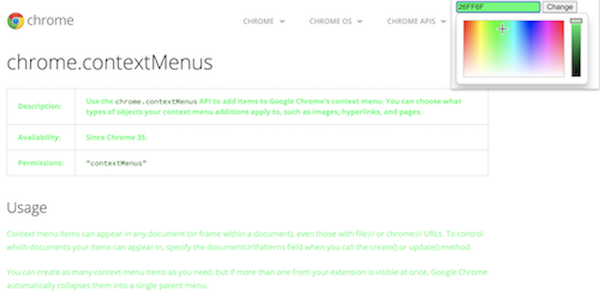 26FF6F Change
chrome CHROME CHROME OS CHROME APIS
chrome.contextMenus
Description: Use the chrome.contextMenus API to add items to Google Chrome's context menu. You can choose what
types of objects your context menu additions apply to, such as images, hyperlinks, and pages.
Availability: Since Chrome 35.
Permissions: "contextMenus"
Usage
Context menu items can appear in any document (or frame within a document), even those with file:// or chrome:// URLs. To control
which documents your items can appear in, specify the documentUrlPatterns field when you call the create() or update() method.
You can create as many context menu items as you need, but if more than one from your extension is visible at once, Google Chrome
automatically collapses them into a single parent menu.